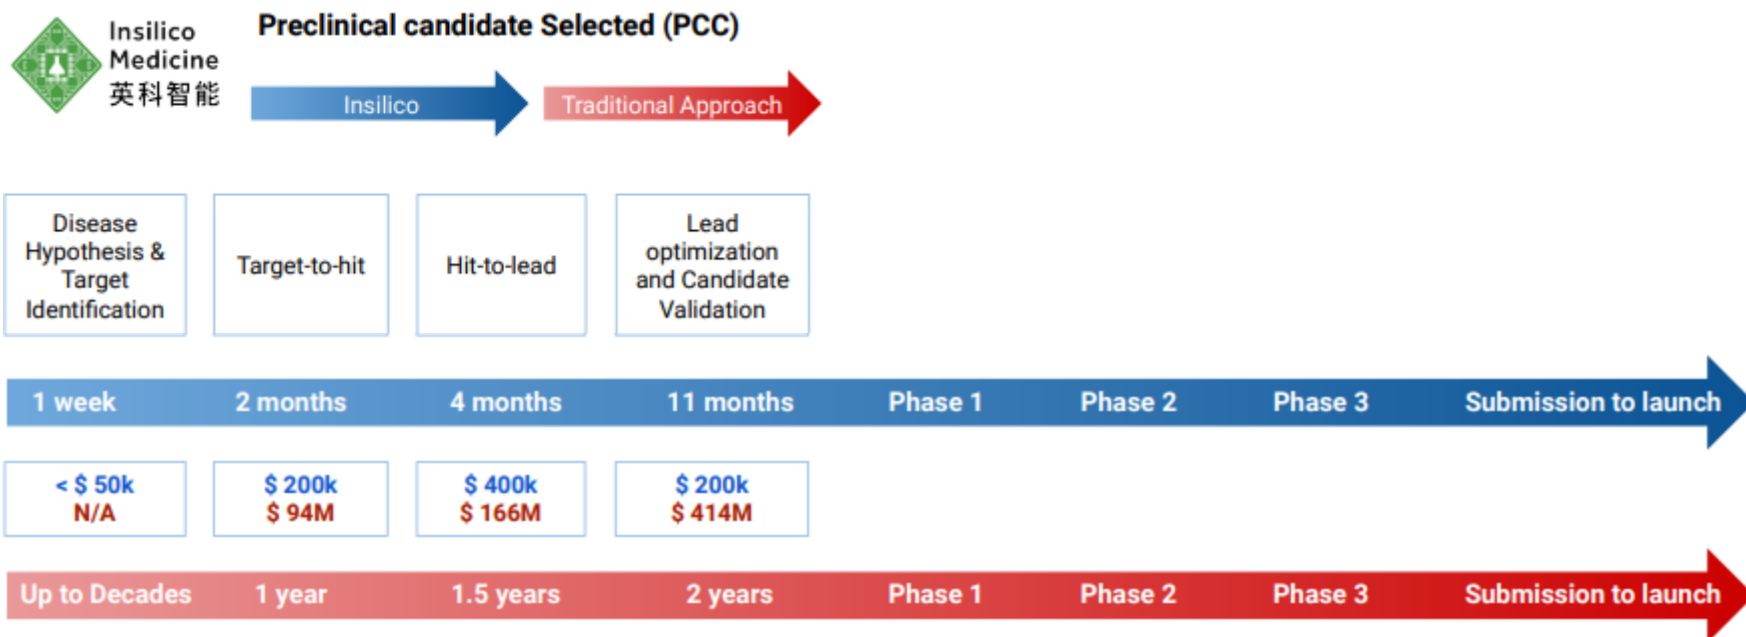 Insilico
Medicine
英科智能
Preclinical candidate Selected (PCC)
Insilico
Traditional Approach
Disease
Hypothesis &
Target
Identification
Target-to-hit
Hit-to-lead
Lead
optimization
and Candidate
Validation
1 week
2 months
4 months
11 months
Phase 1
Phase 2
Phase 3
Submission to launch
< $ 50k
N/A
$ 200k
$ 94M
$ 400k
$ 166M
$ 200k
$ 414M
Up to Decades
1 year
1.5 years
2 years
Phase 1
Phase 2
Phase 3
Submission to launch